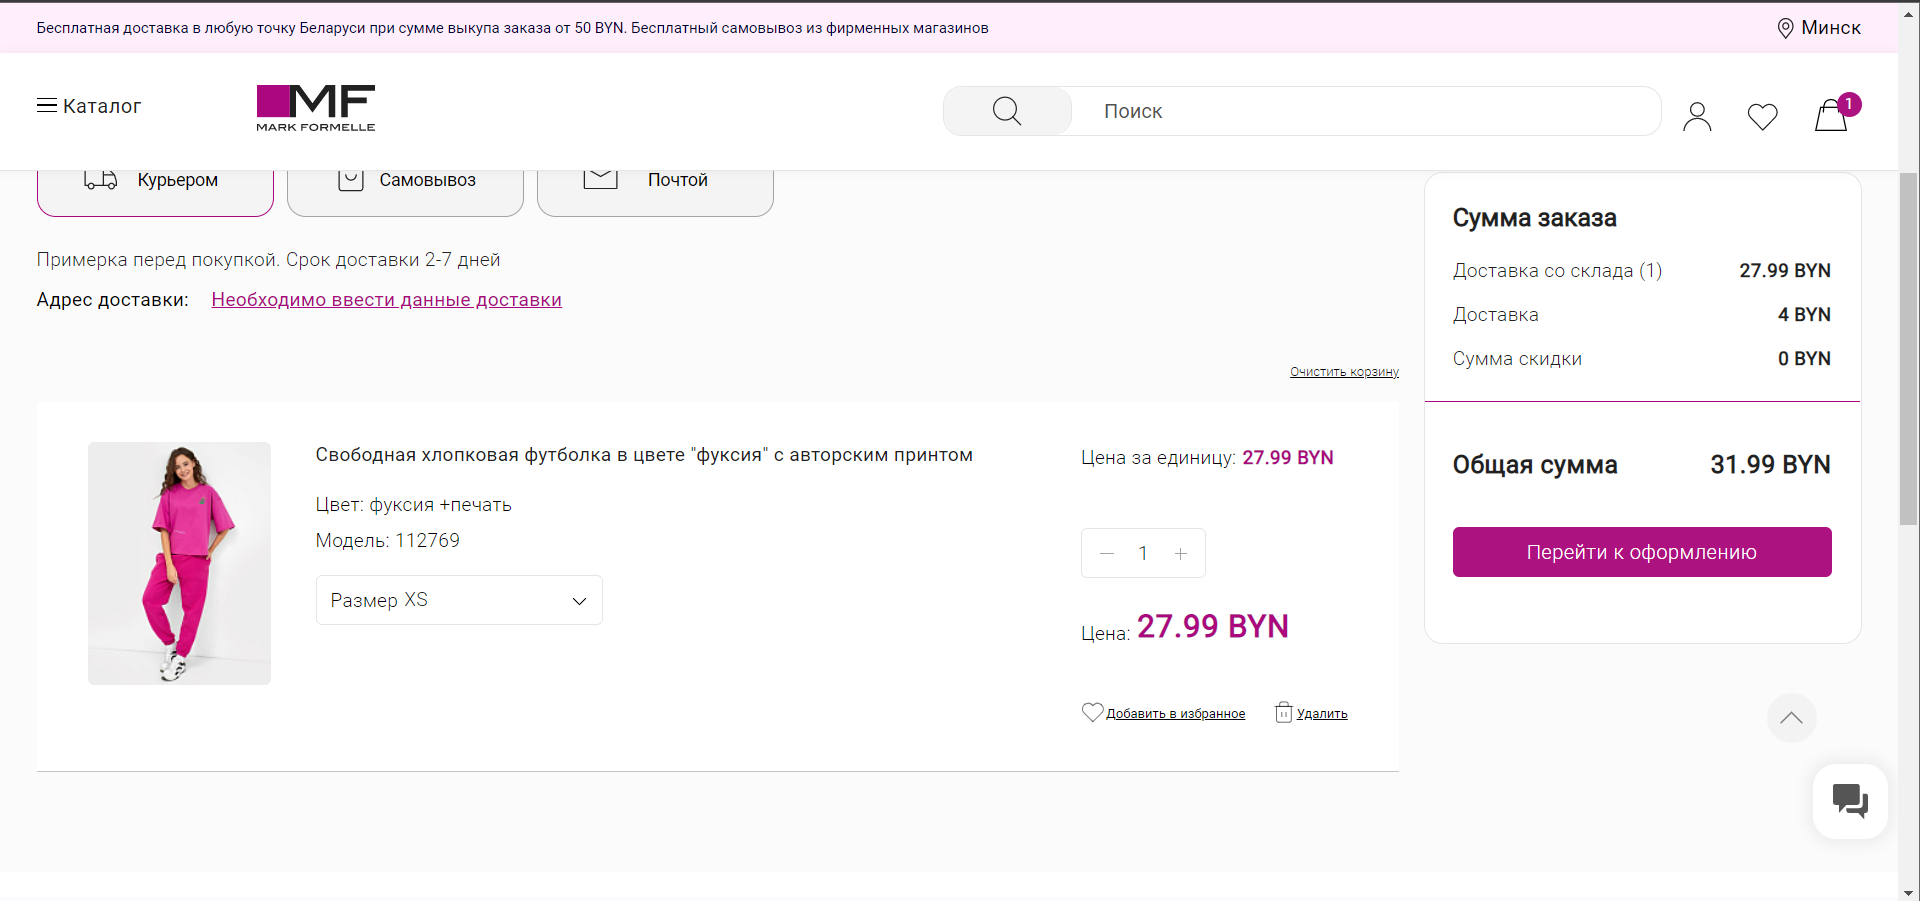 Бесплатная доставка в любую точку Беларуси при сумме выкупа заказа от 50 BYN. Бесплатный самовывоз из фирменных магазинов
Минск
Каталог
MF
MARK FORMELLE
Поиск
1
Курьером
Самовывоз
Почтой
Примерка перед покупкой. Срок доставки 2-7 дней
Адрес доставки: Необходимо ввести данные доставки
Очистить корзину
Свободная хлопковая футболка в цвете "фуксия" с авторским принтом
Цвет: фуксия +печать
Модель: 112769
Размер XS
Цена за единицу: 27.99 BYN
— 1 +
Цена: 27.99 BYN
Добавить в избранное
Удалить
Сумма заказа
Доставка со склада (1) 27.99 BYN
Доставка 4 BYN
Сумма скидки 0 BYN
Общая сумма 31.99 BYN
Перейти к оформлению